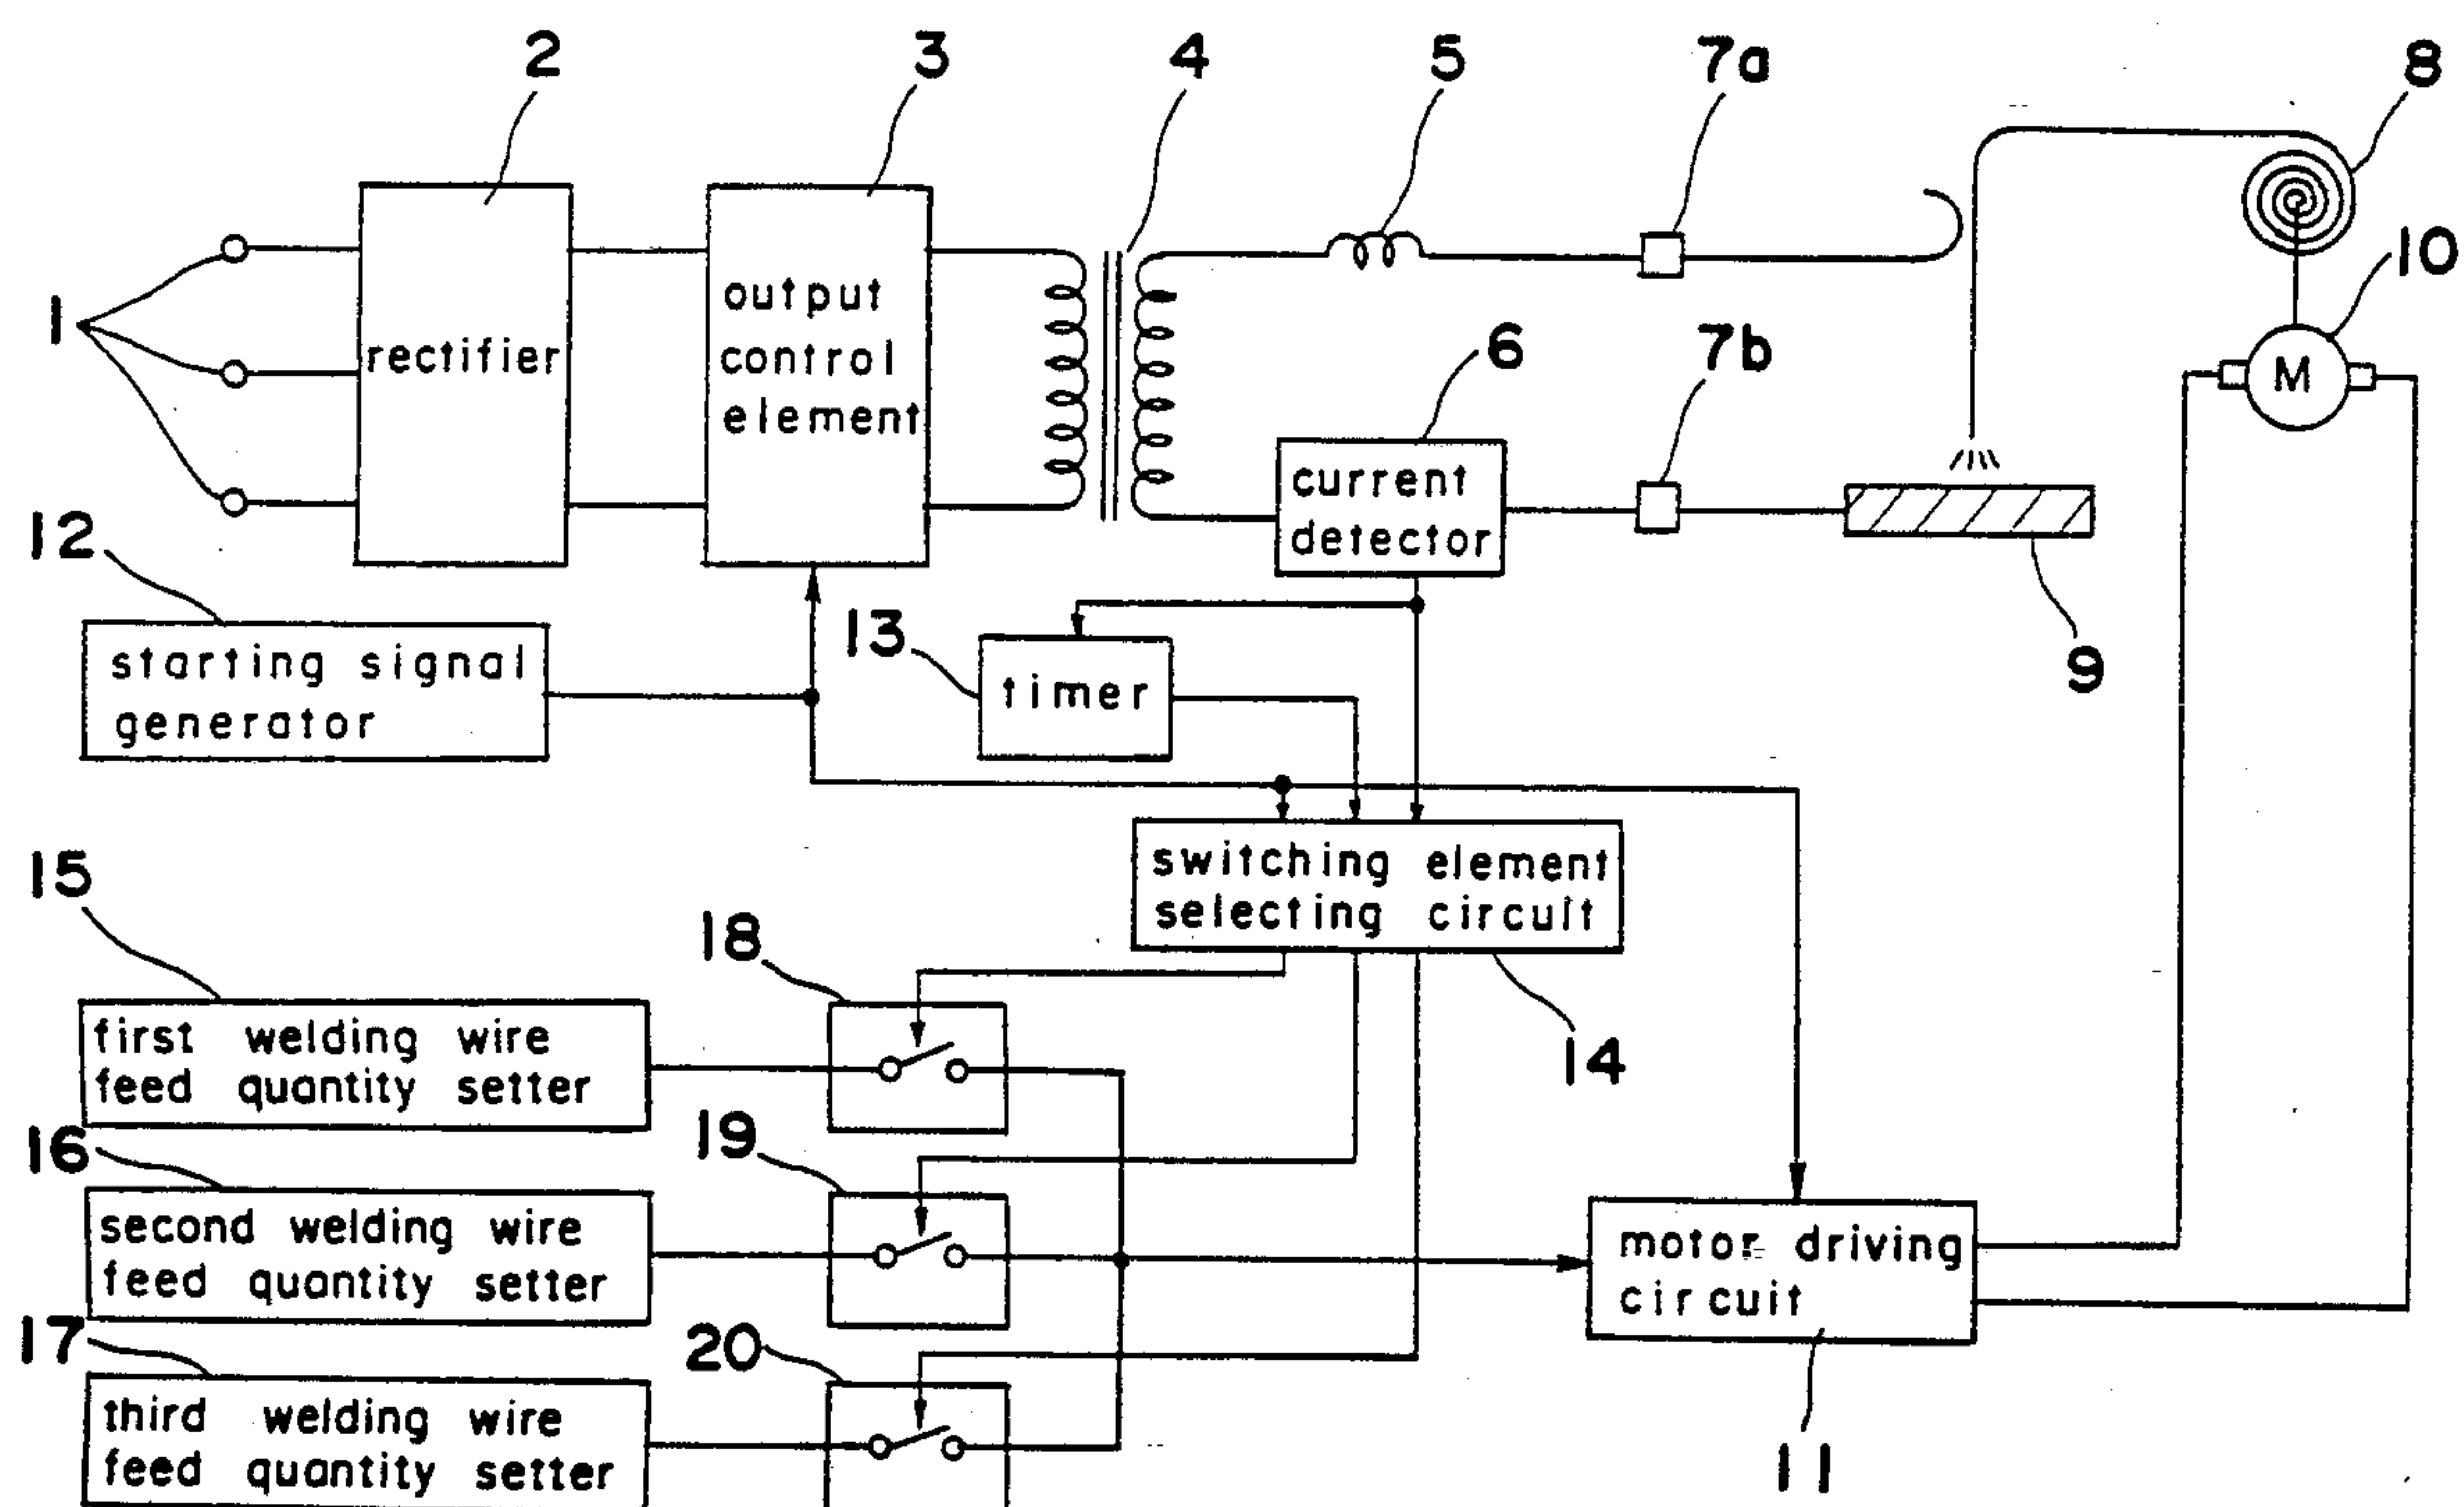 2
3
4
5
7a
8
1
rectifier
output
control
element
6
7b
10
M
current
detector
12
starting signal
generator
13
timer
9
switching element
selecting circuit
14
15
first welding wire
feed quantity setter
18
16
second welding wire
feed quantity setter
19
17
third welding wire
feed quantity setter
20
motor driving
circuit
11